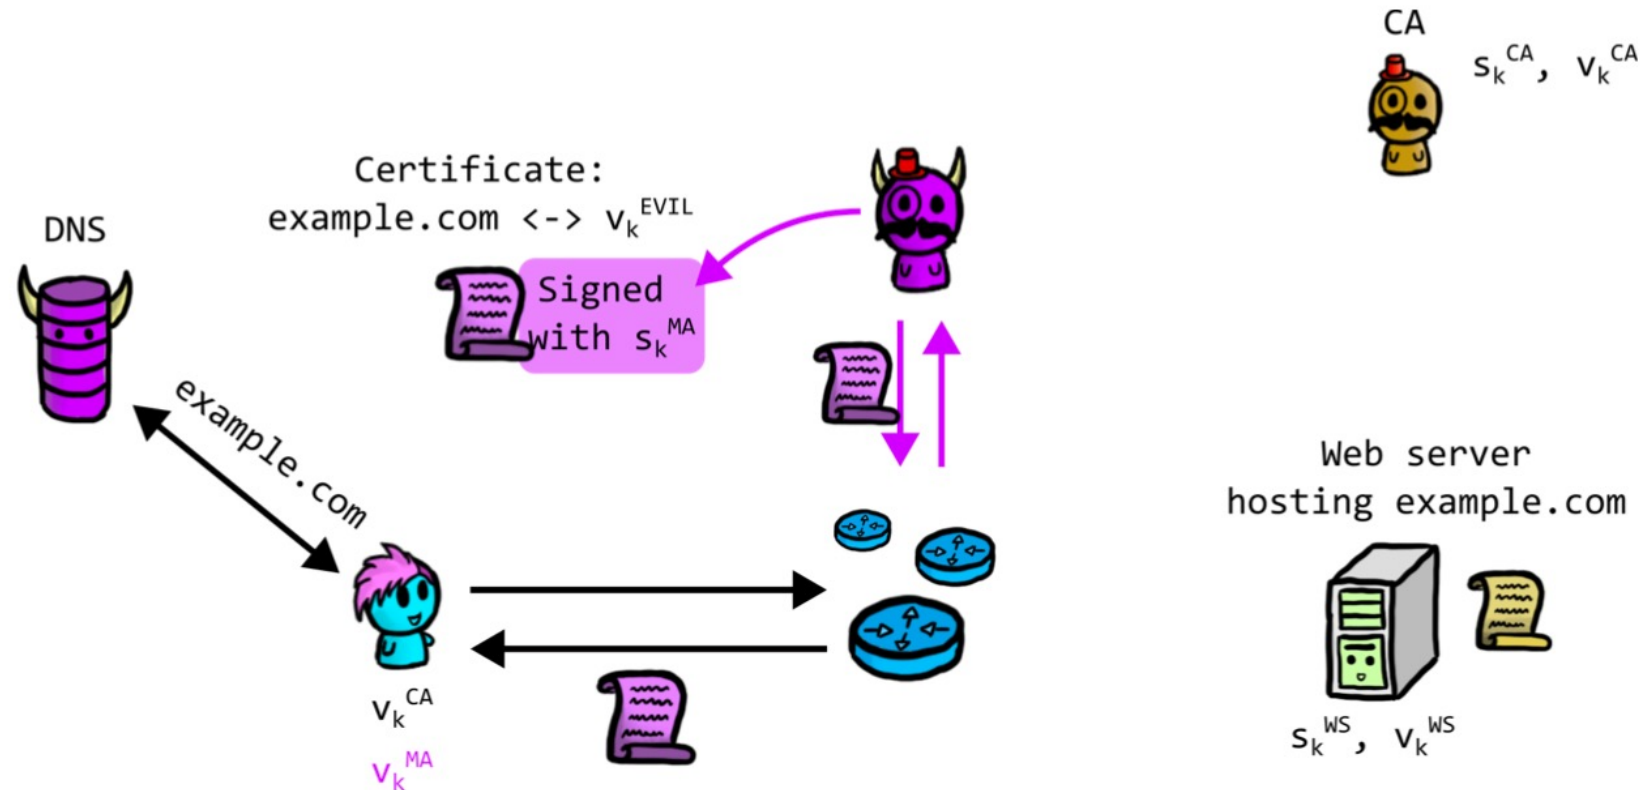 CA
s_k^CA, v_k^CA
Certificate:
example.com <-> v_k^EVIL
DNS
Signed
with s_k^MA
example.com
Web server
hosting example.com
v_k^CA
v_k^MA
s_k^WS, v_k^WS